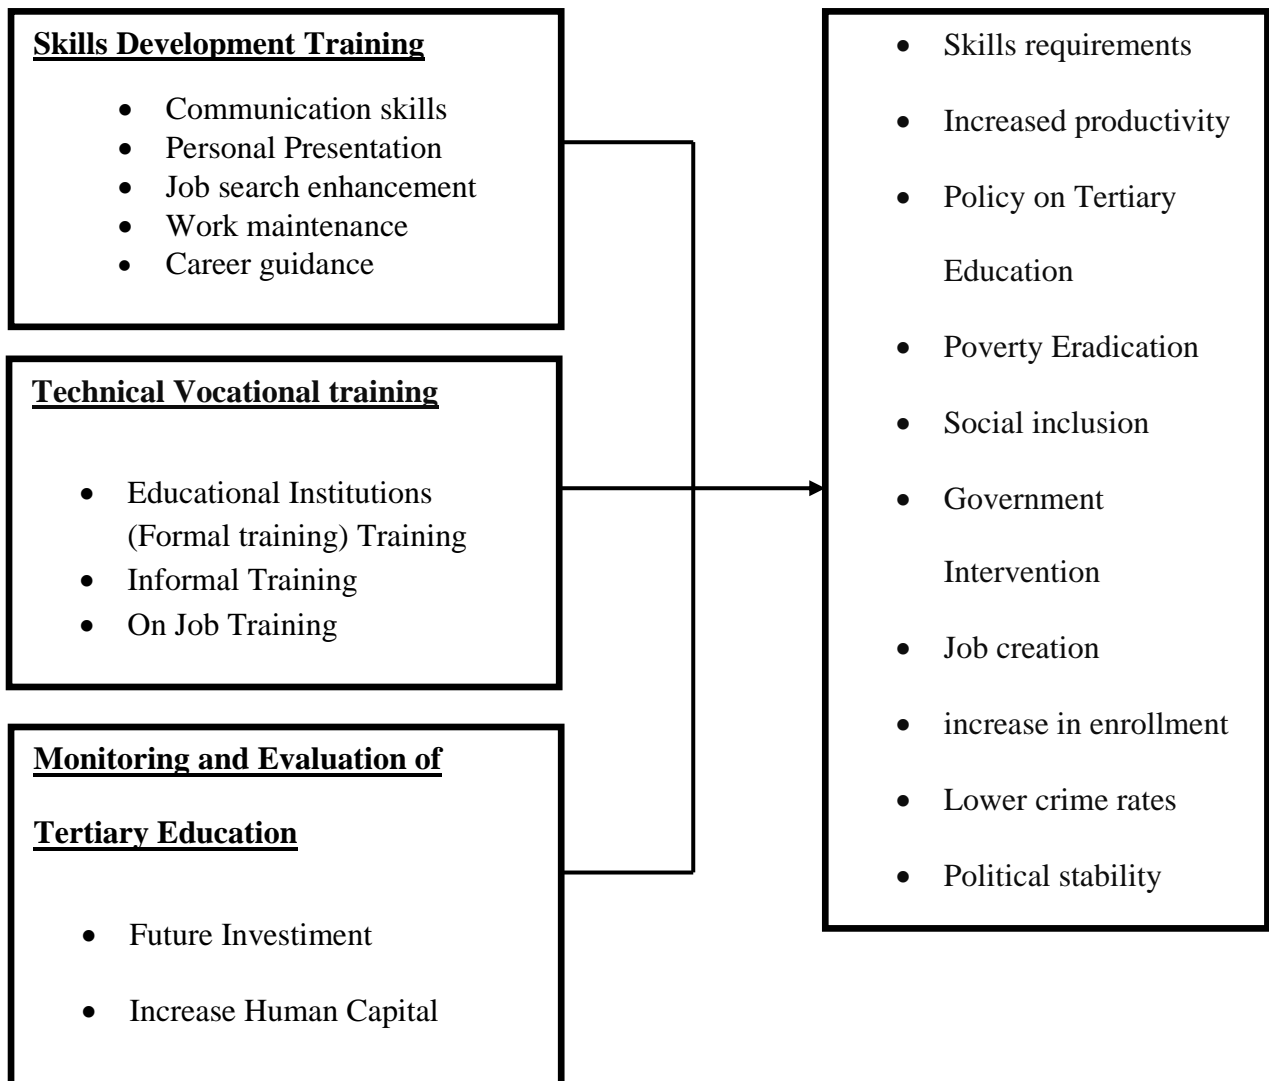 Skills Development Training
• Communication skills
• Personal Presentation
• Job search enhancement
• Work maintenance
• Career guidance
Technical Vocational training
• Educational Institutions
(Formal training) Training
• Informal Training
• On Job Training
Monitoring and Evaluation of
Tertiary Education
• Future Investiment
• Increase Human Capital
• Skills requirements
• Increased productivity
• Policy on Tertiary
Education
• Poverty Eradication
• Social inclusion
• Government
Intervention
• Job creation
• increase in enrollment
• Lower crime rates
• Political stability